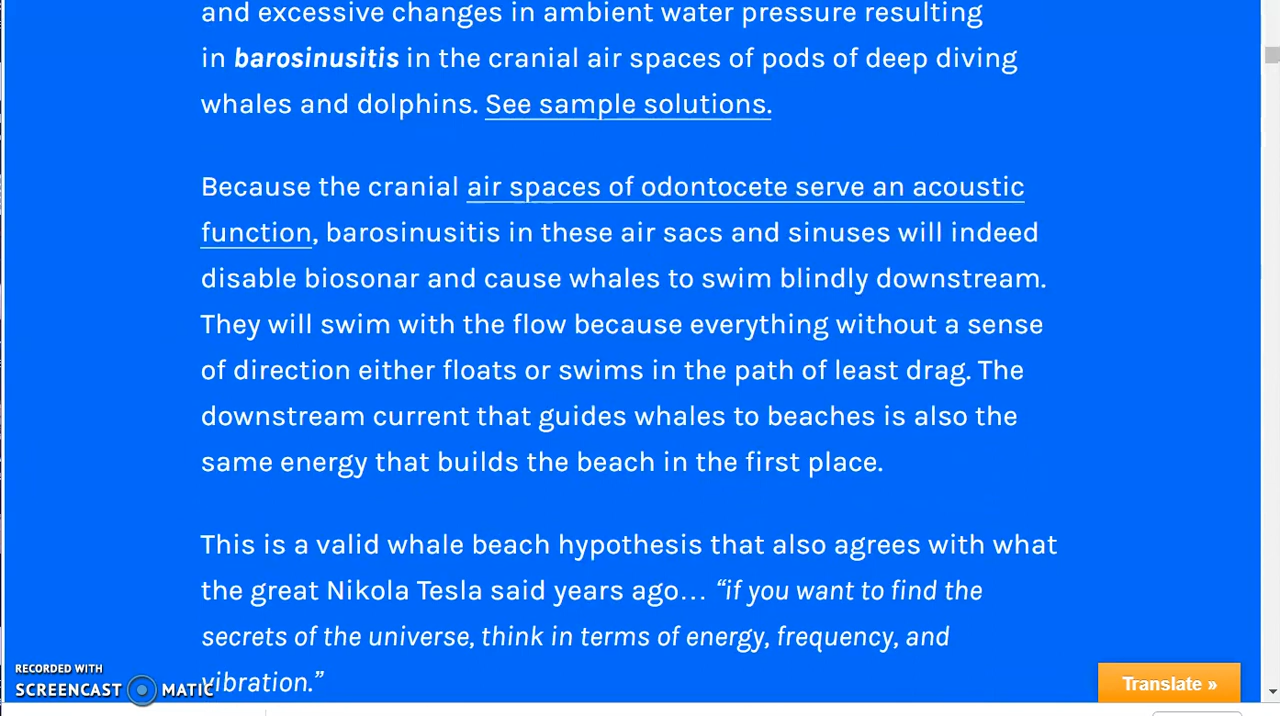 and excessive changes in ambient water pressure resulting
in barosinusitis in the cranial air spaces of pods of deep diving
whales and dolphins. See sample solutions.
Because the cranial air spaces of odontocete serve an acoustic
function, barosinusitis in these air sacs and sinuses will indeed
disable biosonar and cause whales to swim blindly downstream.
They will swim with the flow because everything without a sense
of direction either floats or swims in the path of least drag. The
downstream current that guides whales to beaches is also the
same energy that builds the beach in the first place.
This is a valid whale beach hypothesis that also agrees with what
the great Nikola Tesla said years ago… “if you want to find the
secrets of the universe, think in terms of energy, frequency, and
vibration.”
RECORDED WITH
SCREENCAST MATIC
Translate »